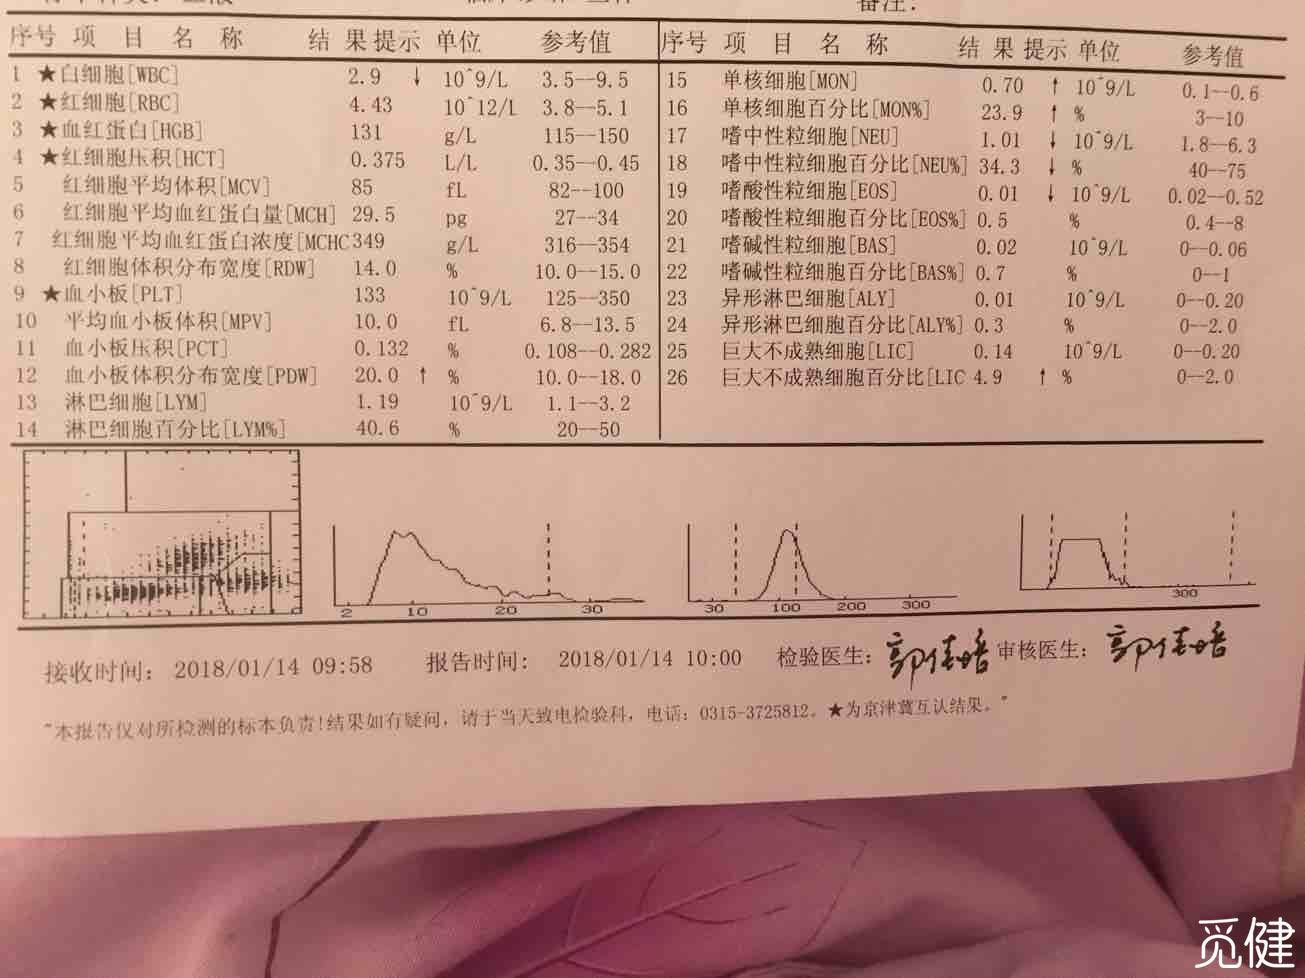 备注:
序号 项 目 名 称 结 果 提示 单位 参考值
1 ★白细胞[WBC] 2.9 ↓ 10^9/L 3.5--9.5
2 ★红细胞[RBC] 4.43 10^12/L 3.8--5.1
3 ★血红蛋白[HGB] 131 g/L 115--150
4 ★红细胞压积[HCT] 0.375 L/L 0.35--0.45
5 红细胞平均体积[MCV] 85 fL 82--100
6 红细胞平均血红蛋白量[MCH] 29.5 pg 27--34
7 红细胞平均血红蛋白浓度[MCHC 349 g/L 316--354
8 红细胞体积分布宽度[RDW] 14.0 % 10.0--15.0
9 ★血小板[PLT] 133 10^9/L 125--350
10 平均血小板体积[MPV] 10.0 fL 6.8--13.5
11 血小板压积[PCT] 0.132 % 0.108--0.282
12 血小板体积分布宽度[PDW] 20.0 ↑ % 10.0--18.0
13 淋巴细胞[LYM] 1.19 10^9/L 1.1--3.2
14 淋巴细胞百分比[LYM%] 40.6 % 20--50
序号 项 目 名 称 结 果 提示 单位 参考值
15 单核细胞[MON] 0.70 ↑ 10^9/L 0.1--0.6
16 单核细胞百分比[MON%] 23.9 ↑ % 3--10
17 嗜中性粒细胞[NEU] 1.01 ↓ 10^9/L 1.8--6.3
18 嗜中性粒细胞百分比[NEU%] 34.3 ↓ % 40--75
19 嗜酸性粒细胞[EOS] 0.01 ↓ 10^9/L 0.02--0.52
20 嗜酸性粒细胞百分比[EOS%] 0.5 % 0.4--8
21 嗜碱性粒细胞[BAS] 0.02 10^9/L 0--0.06
22 嗜碱性粒细胞百分比[BAS%] 0.7 % 0--1
23 异形淋巴细胞[ALY] 0.01 10^9/L 0--0.20
24 异形淋巴细胞百分比[ALY%] 0.3 % 0--2.0
25 巨大不成熟细胞[LIC] 0.14 10^9/L 0--0.20
26 巨大不成熟细胞百分比[LIC 4.9 ↑ % 0--2.0
2 10 20 30
30 100 200 300
300
接收时间: 2018/01/14 09:58 报告时间: 2018/01/14 10:00 检验医生: 审核医生:
"本报告仅对所检测的标本负责!结果如有疑问,请于当天致电检验科,电话:0315-3725812。★为京津冀互认结果。"
觅健